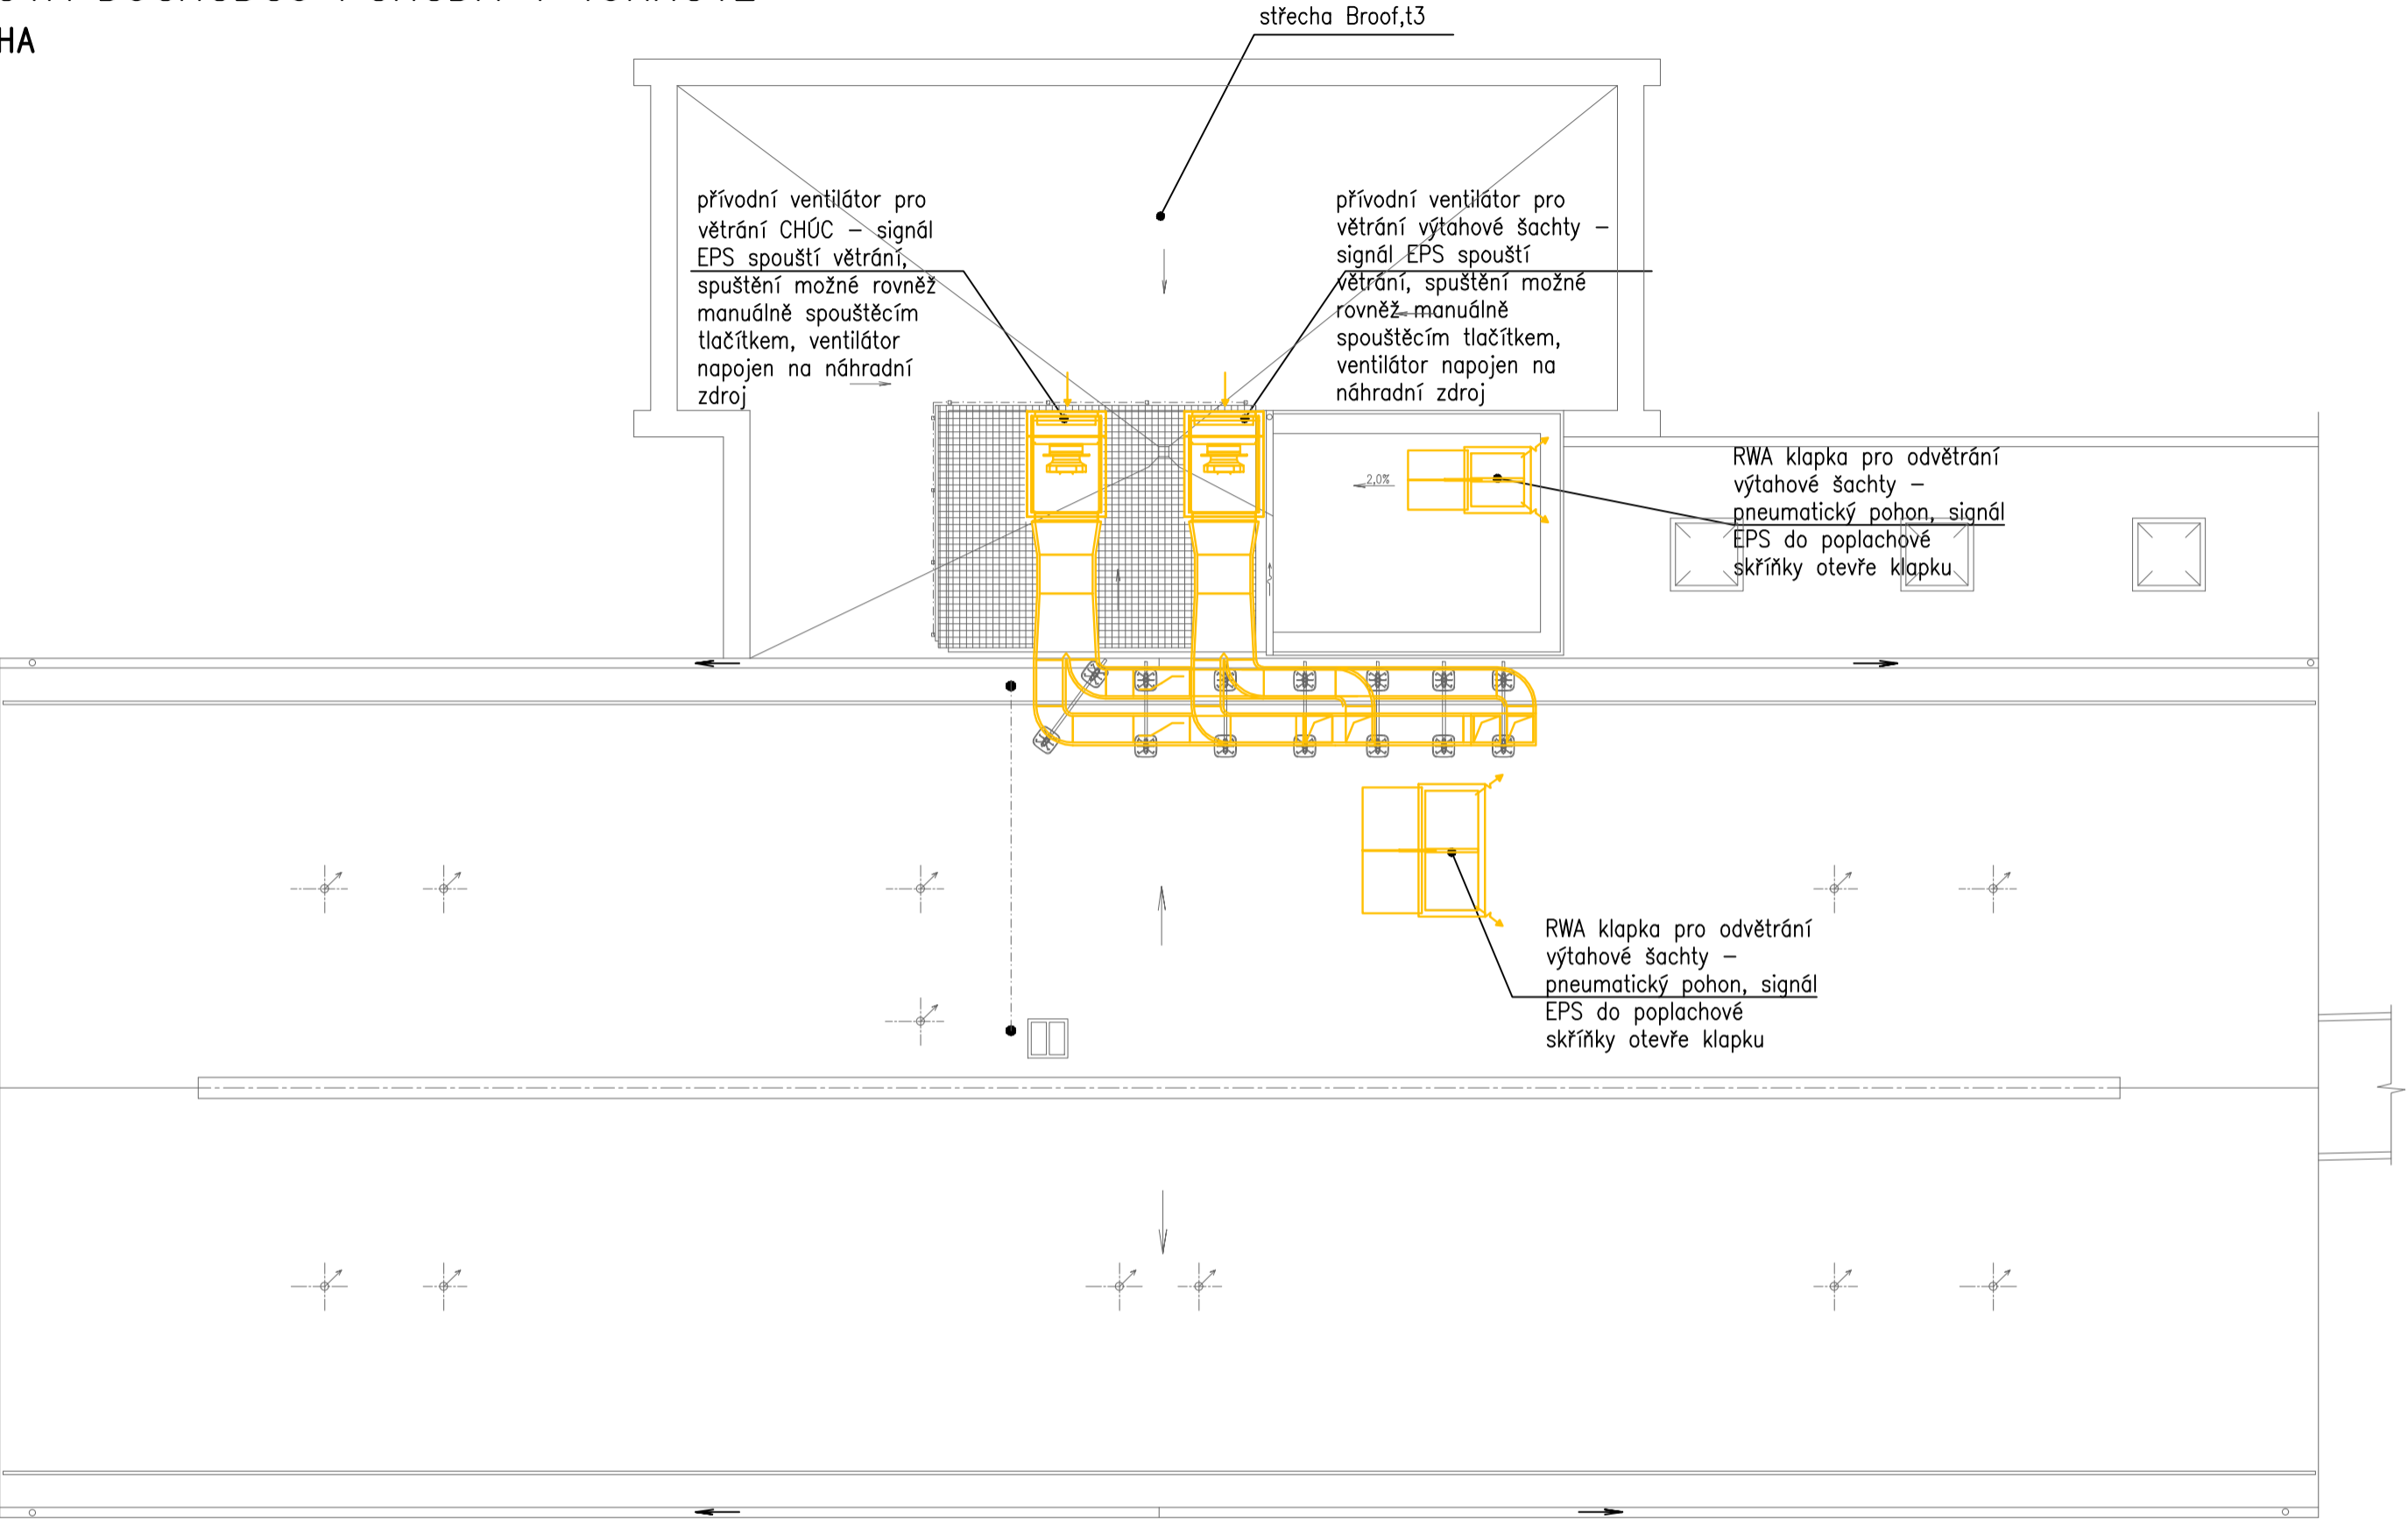 HA
střecha Broof,t3
přívodní ventilátor pro
větrání CHÚC – signál
EPS spouští větrání,
spuštění možné rovněž
manuálně spouštěcím
tlačítkem, ventilátor
napojen na náhradní
zdroj
přívodní ventilátor pro
větrání výtahové šachty –
signál EPS spouští
větrání, spuštění možné
rovněž manuálně
spouštěcím tlačítkem,
ventilátor napojen na
náhradní zdroj
2,0%
RWA klapka pro odvětrání
výtahové šachty –
pneumatický pohon, signál
EPS do poplachové
skříňky otevře klapku
RWA klapka pro odvětrání
výtahové šachty –
pneumatický pohon, signál
EPS do poplachové
skříňky otevře klapku